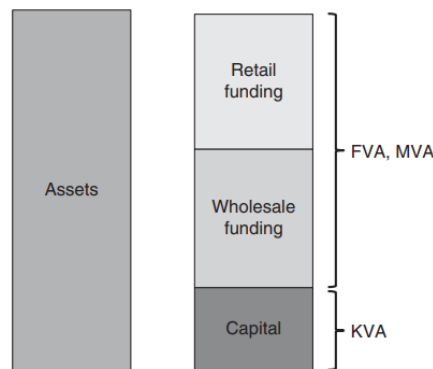 Retail
funding
FVA, MVA
Assets
Wholesale
funding
Capital
KVA